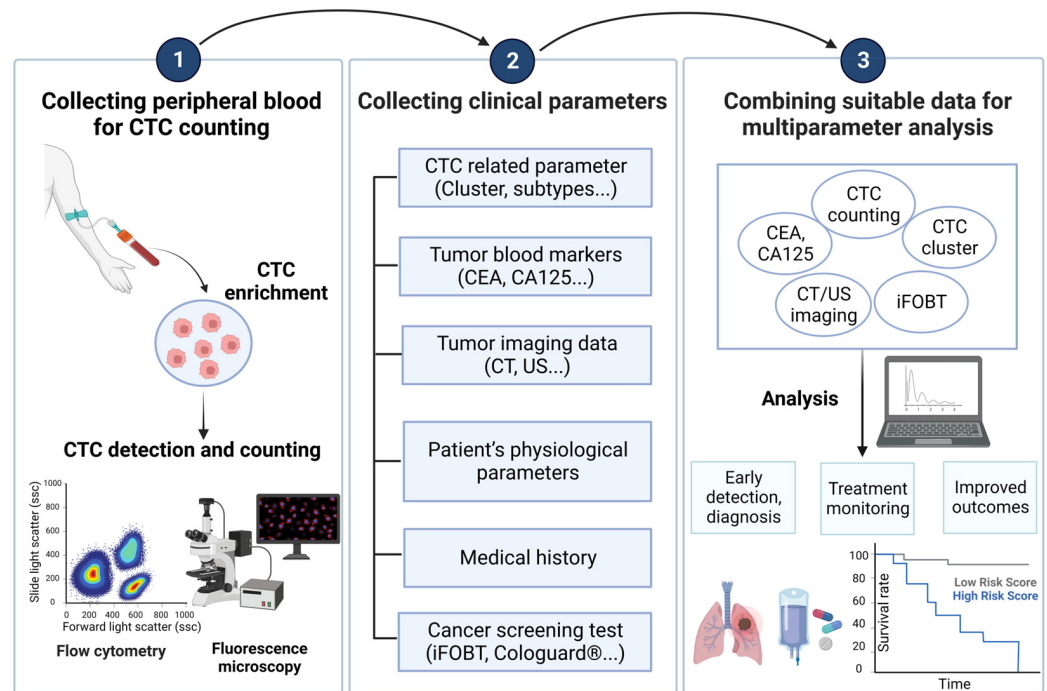 1
Collecting peripheral blood
for CTC counting
CTC
enrichment
CTC detection and counting
Slide light scatter (ssc)
1000
800
600
400
200
0
0 200 400 600 800 1000
Forward light scatter (ssc)
Flow cytometry
Fluorescence
microscopy
2
Collecting clinical parameters
CTC related parameter
(Cluster, subtypes...)
Tumor blood markers
(CEA, CA125...)
Tumor imaging data
(CT, US...)
Patient's physiological
parameters
Medical history
Cancer screening test
(iFOBT, Cologuard®...)
3
Combining suitable data for
multiparameter analysis
CTC
counting
CEA,
CA125
CTC
cluster
CT/US
imaging
iFOBT
Analysis
0 1 2 3 4
Early
detection,
diagnosis
Treatment
monitoring
Improved
outcomes
Survival rate
100
80
60
40
20
0
Low Risk Score
High Risk Score
Time